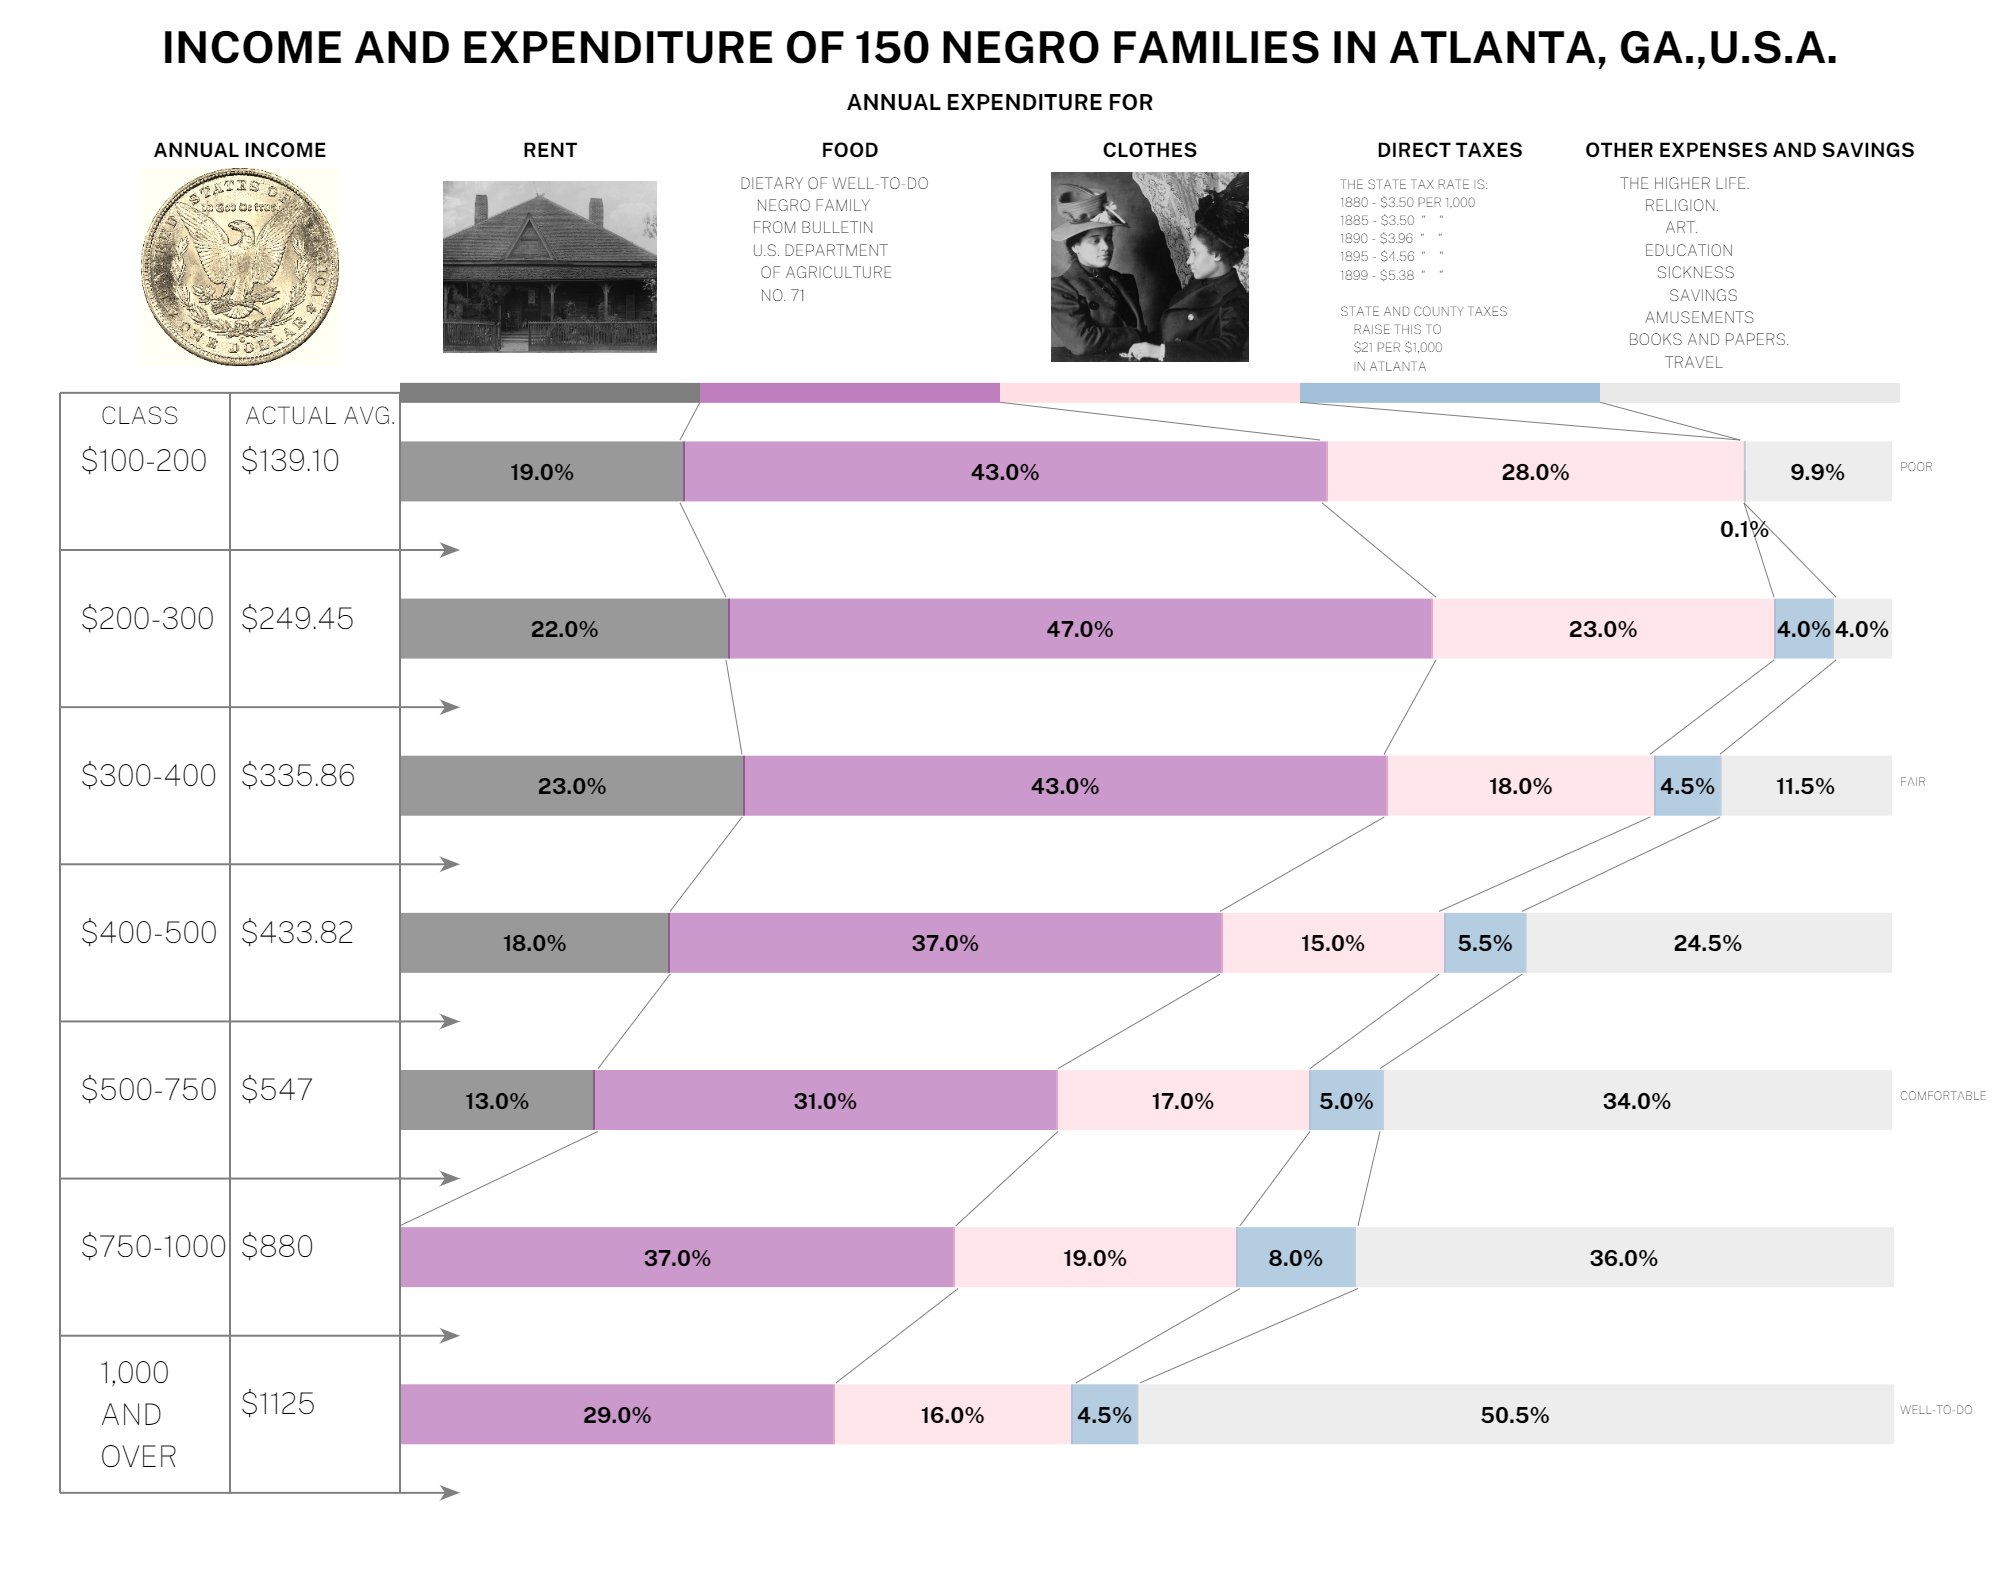 INCOME AND EXPENDITURE OF 150 NEGRO FAMILIES IN ATLANTA, GA.,U.S.A.
ANNUAL EXPENDITURE FOR
ANNUAL INCOME
RENT
FOOD
CLOTHES
DIRECT TAXES
OTHER EXPENSES AND SAVINGS
STATES OF
In God We Trust
ONE DOLLAR
DIETARY OF WELL-TO-DO
NEGRO FAMILY
FROM BULLETIN
U.S. DEPARTMENT
OF AGRICULTURE
NO. 71
THE STATE TAX RATE IS:
1880 - $3.50 PER 1,000
1885 - $3.50 " "
1890 - $3.96 " "
1895 - $4.56 " "
1899 - $5.38 " "
STATE AND COUNTY TAXES
RAISE THIS TO
$21 PER $1,000
IN ATLANTA
THE HIGHER LIFE.
RELIGION.
ART.
EDUCATION
SICKNESS
SAVINGS
AMUSEMENTS
BOOKS AND PAPERS.
TRAVEL
CLASS ACTUAL AVG.
$100-200 $139.10 19.0% 43.0% 28.0% 9.9% POOR
0.1%
$200-300 $249.45 22.0% 47.0% 23.0% 4.0% 4.0%
$300-400 $335.86 23.0% 43.0% 18.0% 4.5% 11.5% FAIR
$400-500 $433.82 18.0% 37.0% 15.0% 5.5% 24.5%
$500-750 $547 13.0% 31.0% 17.0% 5.0% 34.0% COMFORTABLE
$750-1000 $880 37.0% 19.0% 8.0% 36.0%
1,000
AND
OVER
$1125 29.0% 16.0% 4.5% 50.5% WELL-TO-DO